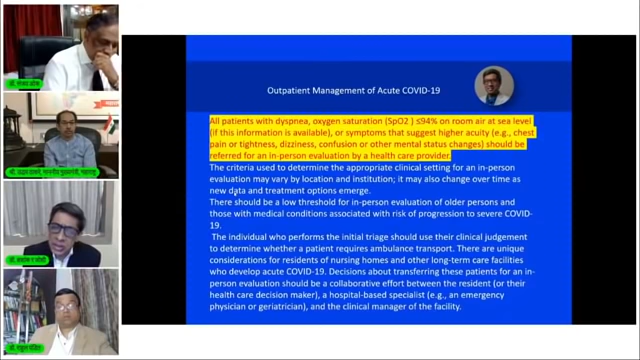 Outpatient Management of Acute COVID-19
All patients with dyspnea, oxygen saturation (SpO2 ) ≤94% on room air at sea level
(if this information is available), or symptoms that suggest higher acuity (e.g., chest
pain or tightness, dizziness, confusion or other mental status changes) should be
referred for an in-person evaluation by a health care provider.
The criteria used to determine the appropriate clinical setting for an in-person
evaluation may vary by location and institution; it may also change over time as
new data and treatment options emerge.
There should be a low threshold for in-person evaluation of older persons and
those with medical conditions associated with risk of progression to severe COVID-
19.
The individual who performs the initial triage should use their clinical judgement
to determine whether a patient requires ambulance transport. There are unique
considerations for residents of nursing homes and other long-term care facilities
who develop acute COVID-19. Decisions about transferring these patients for an in-
person evaluation should be a collaborative effort between the resident (or their
health care decision maker), a hospital-based specialist (e.g., an emergency
physician or geriatrician), and the clinical manager of the facility.
डॉ. संजय ओक
डॉ. राहुल पंडित